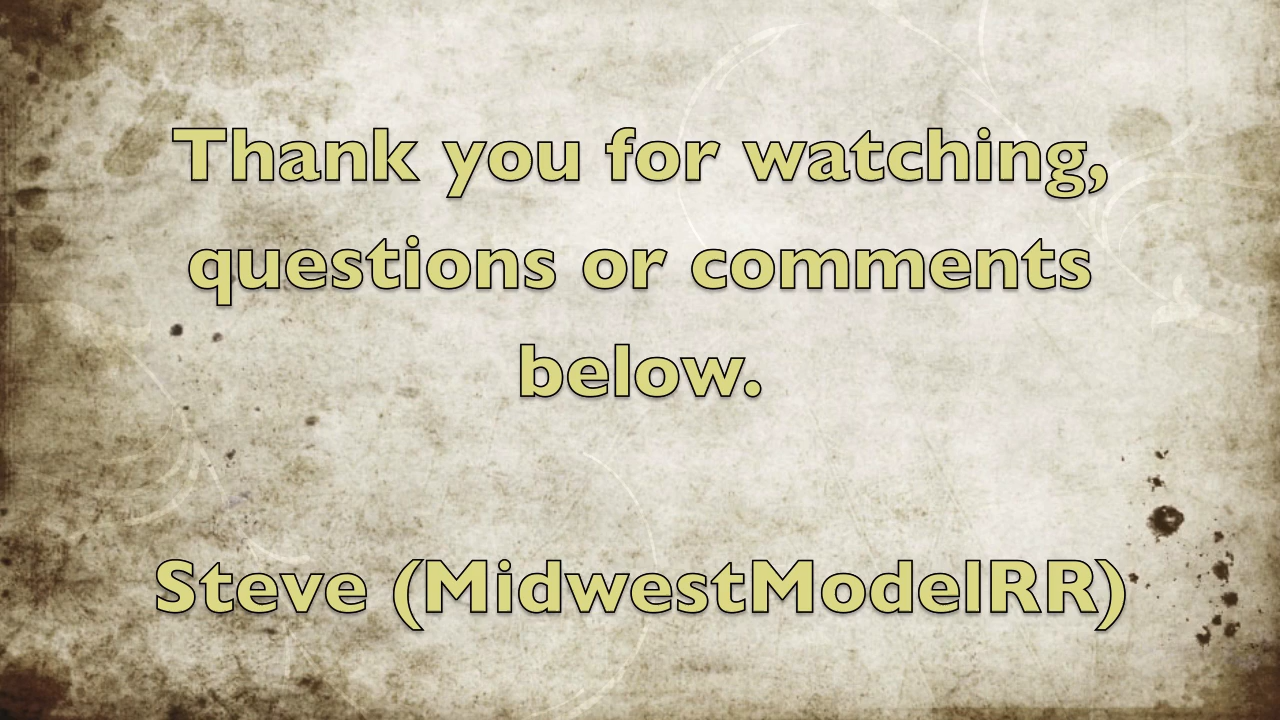 Thank you for watching,
questions or comments
below.
Steve (MidwestModelRR)